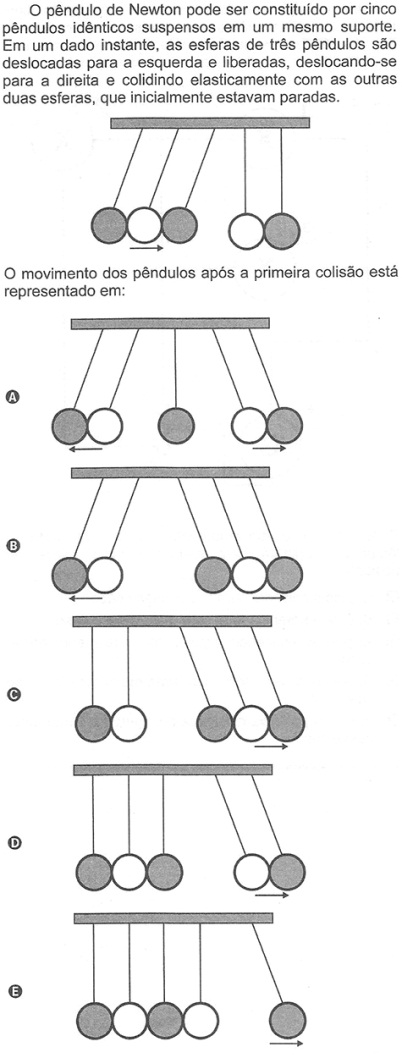 O pêndulo de Newton pode ser constituído por cinco
pêndulos idênticos suspensos em um mesmo suporte.
Em um dado instante, as esferas de três pêndulos são
deslocadas para a esquerda e liberadas, deslocando-se
para a direita e colidindo elasticamente com as outras
duas esferas, que inicialmente estavam paradas.
O movimento dos pêndulos após a primeira colisão está
representado em:
A
B
C
D
E